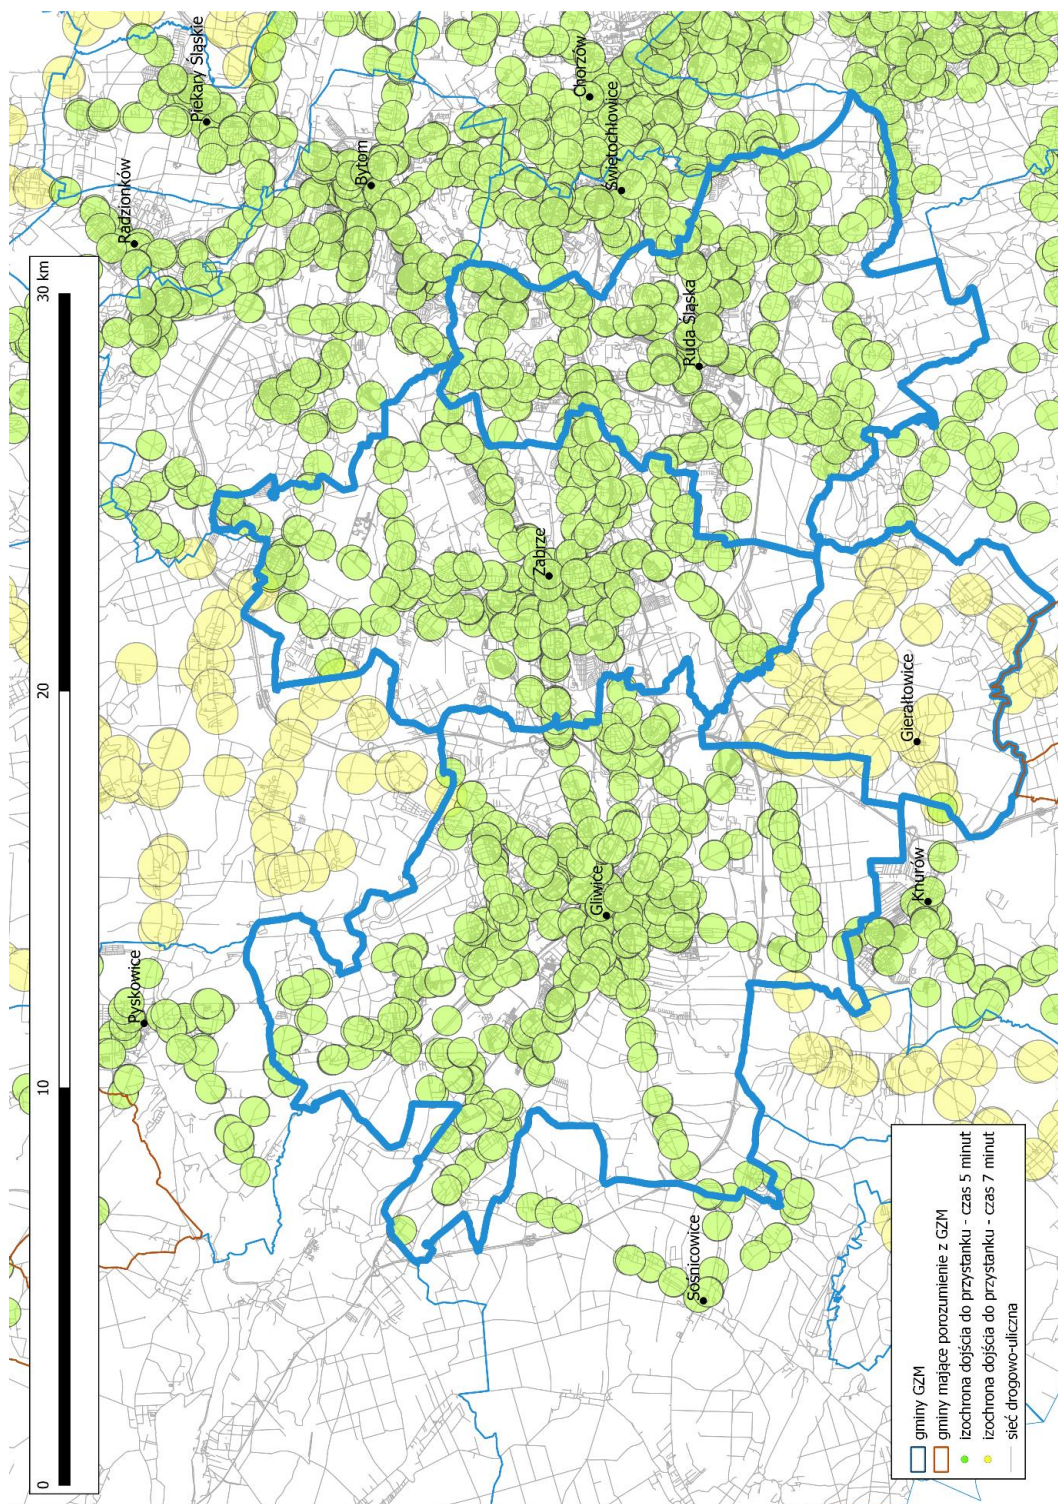 0 10 20 30 km
Radzionków
Pyskowice
Piekary Śląskie
Bytom
Zabrze
Chorzów
Gliwice
Świętochłowice
Ruda Śląska
Sośnicowice
Gierałtowice
Knurów
gminy GZM
gminy mające porozumienie z GZM
izochrona dojścia do przystanku - czas 5 minut
izochrona dojścia do przystanku - czas 7 minut
sieć drogowo-uliczna